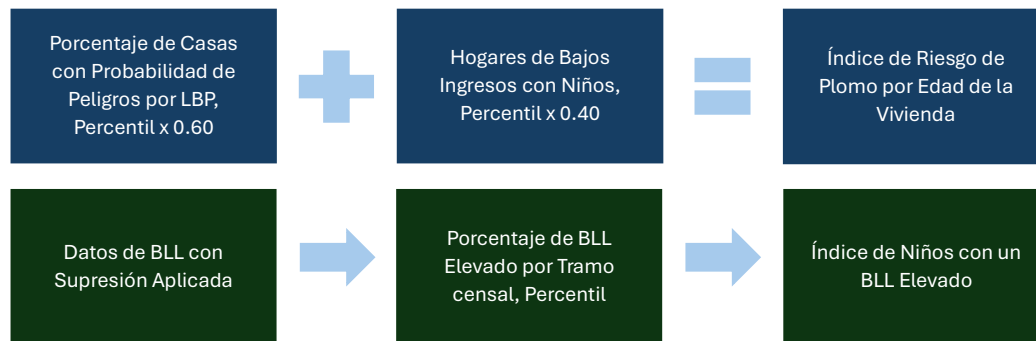 Porcentaje de Casas
con Probabilidad de
Peligros por LBP,
Percentil x 0.60
Hogares de Bajos
Ingresos con Niños,
Percentil x 0.40
Índice de Riesgo de
Plomo por Edad de la
Vivienda
Datos de BLL con
Supresión Aplicada
Porcentaje de BLL
Elevado por Tramo
censal, Percentil
Índice de Niños con un
BLL Elevado